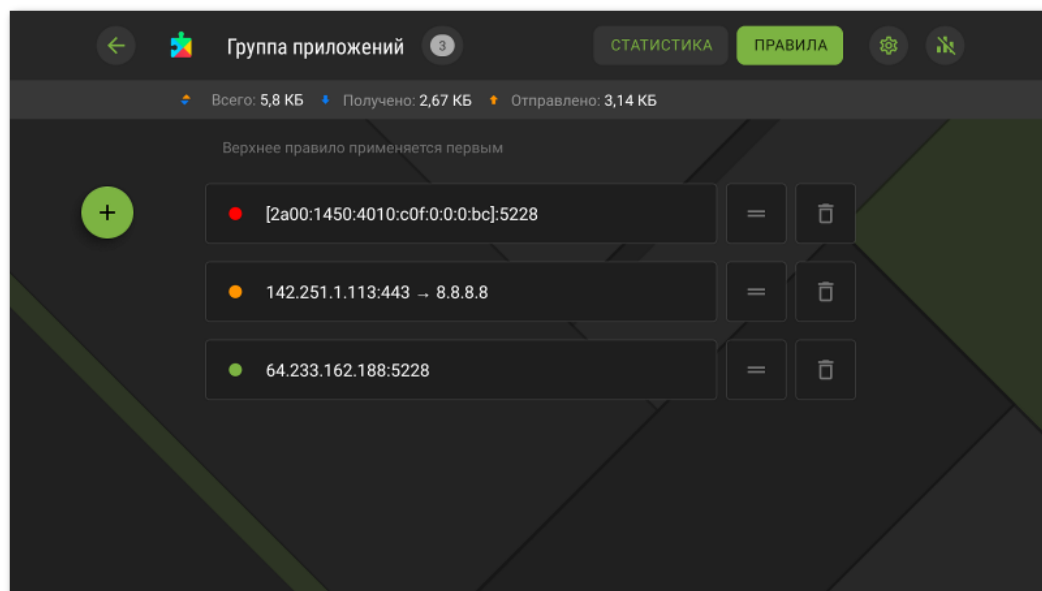 Группа приложений 3 СТАТИСТИКА ПРАВИЛА
Всего: 5,8 КБ Получено: 2,67 КБ Отправлено: 3,14 КБ
Верхнее правило применяется первым
[2a00:1450:4010:c0f:0:0:0:bc]:5228
142.251.1.113:443 → 8.8.8.8
64.233.162.188:5228